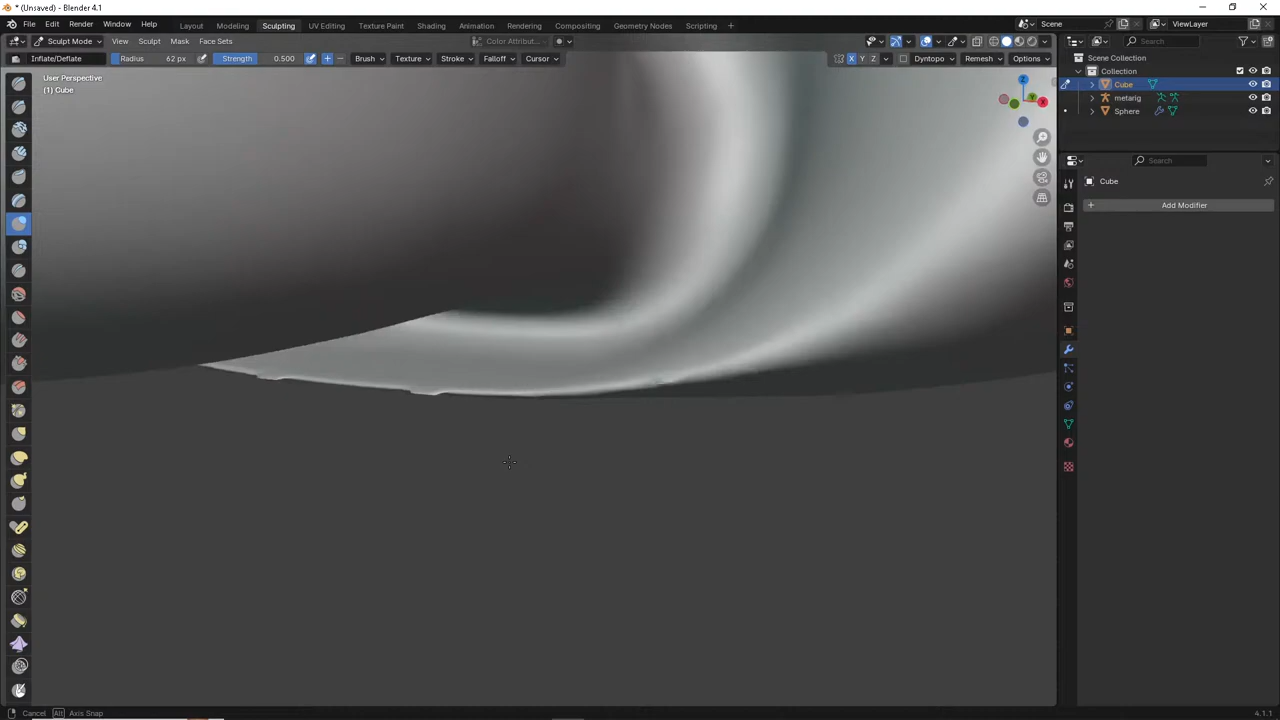 * (Unsaved) - Blender 4.1
File Edit Render Window Help Layout Modeling Sculpting UV Editing Texture Paint Shading Animation Rendering Compositing Geometry Nodes Scripting + Scene ViewLayer
Sculpt Mode View Sculpt Mask Face Sets Color Attribut... Search
Inflate/Deflate Radius 62 px Strength 0.500 Brush Texture Stroke Falloff Cursor X Y Z Dyntopo Remesh Options
Scene Collection
Collection
User Perspective
(1) Cube
Cube
metarig
Sphere
Z
Y
X
Search
Cube
+ Add Modifier
Cancel Alt Axis Snap 4.1.1